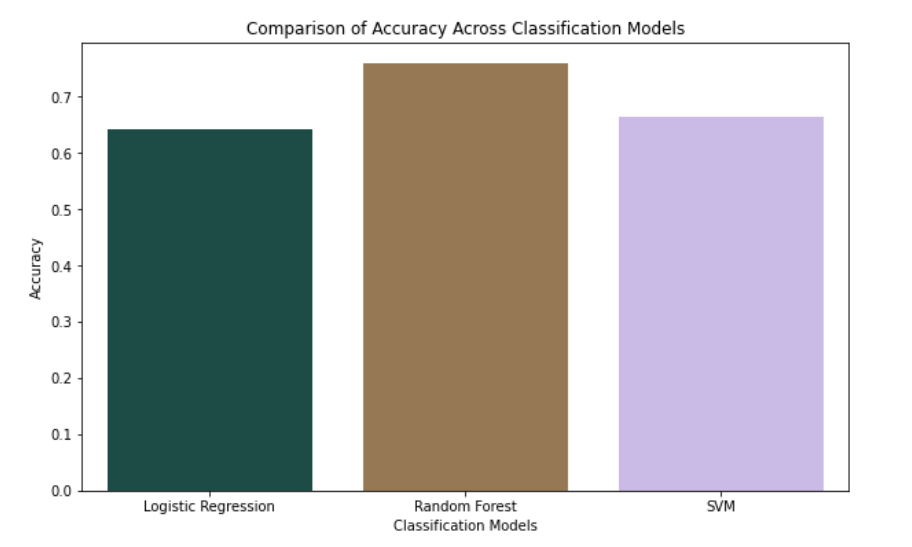 Comparison of Accuracy Across Classification Models
0.7
0.6
0.5
0.4
0.3
0.2
0.1
0.0
Accuracy
Logistic Regression
Random Forest
SVM
Classification Models